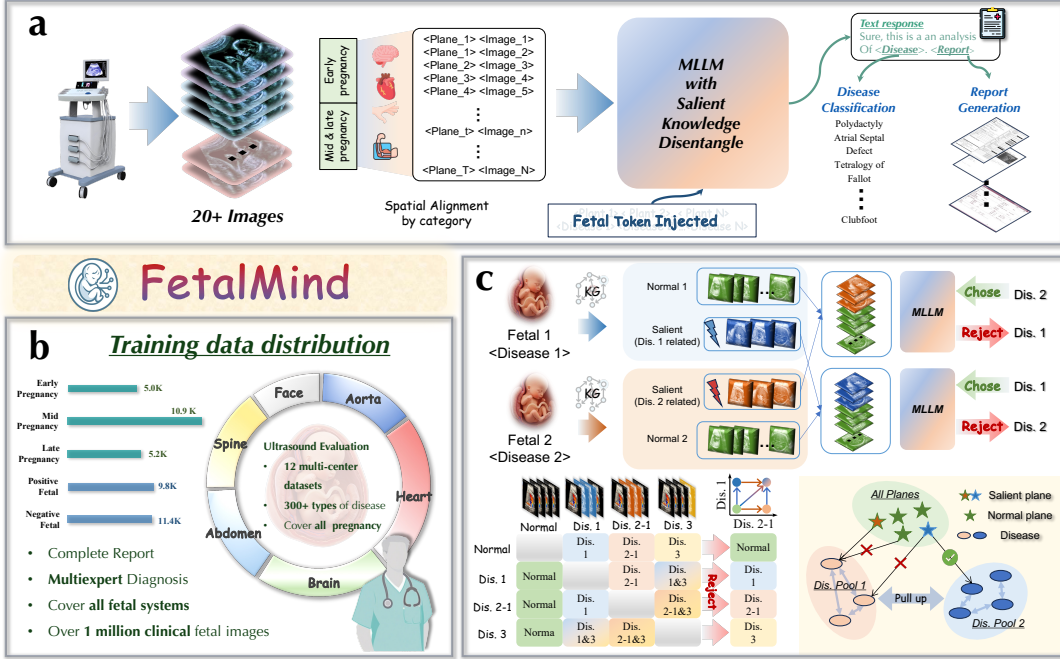 a
20+ Images
Early pregnancy
Mid & late pregnancy
<Plane_1> <Image_1>
<Plane_1> <Image_2>
<Plane_2> <Image_3>
<Plane_3> <Image_4>
<Plane_4> <Image_5>
<Plane_t> <Image_n>
<Plane_T> <Image_N>
Spatial Alignment
by category
MLLM
with
Salient
Knowledge
Disentangle
Fetal Token Injected
Text response
Sure, this is a an analysis
Of <Disease>. <Report>
Disease
Classification
Polydactyly
Atrial Septal
Defect
Tetralogy of
Fallot
Clubfoot
Report
Generation
FetalMind
b
Training data distribution
Early
Pregnancy
5.0K
Mid
Pregnancy
10.9 K
Late
Pregnancy
5.2K
Positive
Fetal
9.8K
Negative
Fetal
11.4K
Face
Aorta
Heart
Brain
Abdomen
Spine
Ultrasound Evaluation
• 12 multi-center
datasets
• 300+ types of disease
• Cover all pregnancy
• Complete Report
• Multiexpert Diagnosis
• Cover all fetal systems
• Over 1 million clinical fetal images
c
Fetal 1
<Disease 1>
KG
Normal 1
Salient
(Dis. 1 related)
MLLM
Chose
Dis. 2
Reject
Dis. 1
Fetal 2
<Disease 2>
KG
Salient
(Dis. 2 related)
Normal 2
MLLM
Chose
Dis. 1
Reject
Dis. 2
Normal
Dis. 1
Dis. 2-1
Dis. 3
Dis. 1
Dis. 2-1
Normal
Dis.
1
Dis.
2-1
Dis.
3
Normal
Dis. 1
Normal
Dis.
2-1
Dis.
1&3
Dis.
1
Dis. 2-1
Normal
Dis.
1
Dis.
2-1&3
Dis.
2-1
Dis. 3
Norma
Dis.
1&3
Dis.
2-1&3
Dis.
3
Reject
All Planes
Salient plane
Normal plane
Disease
Dis. Pool 1
Pull up
Dis. Pool 2